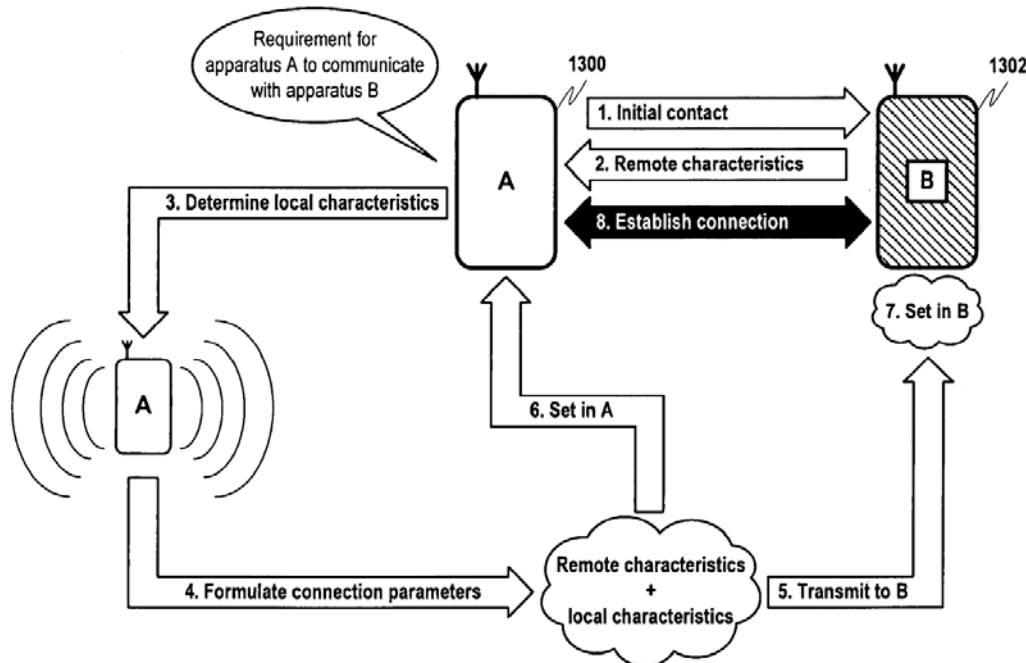 Requirement for
apparatus A to communicate
with apparatus B
1300
1302
1. Initial contact
2. Remote characteristics
A
B
3. Determine local characteristics
8. Establish connection
7. Set in B
A
6. Set in A
Remote characteristics
+
local characteristics
4. Formulate connection parameters
5. Transmit to B